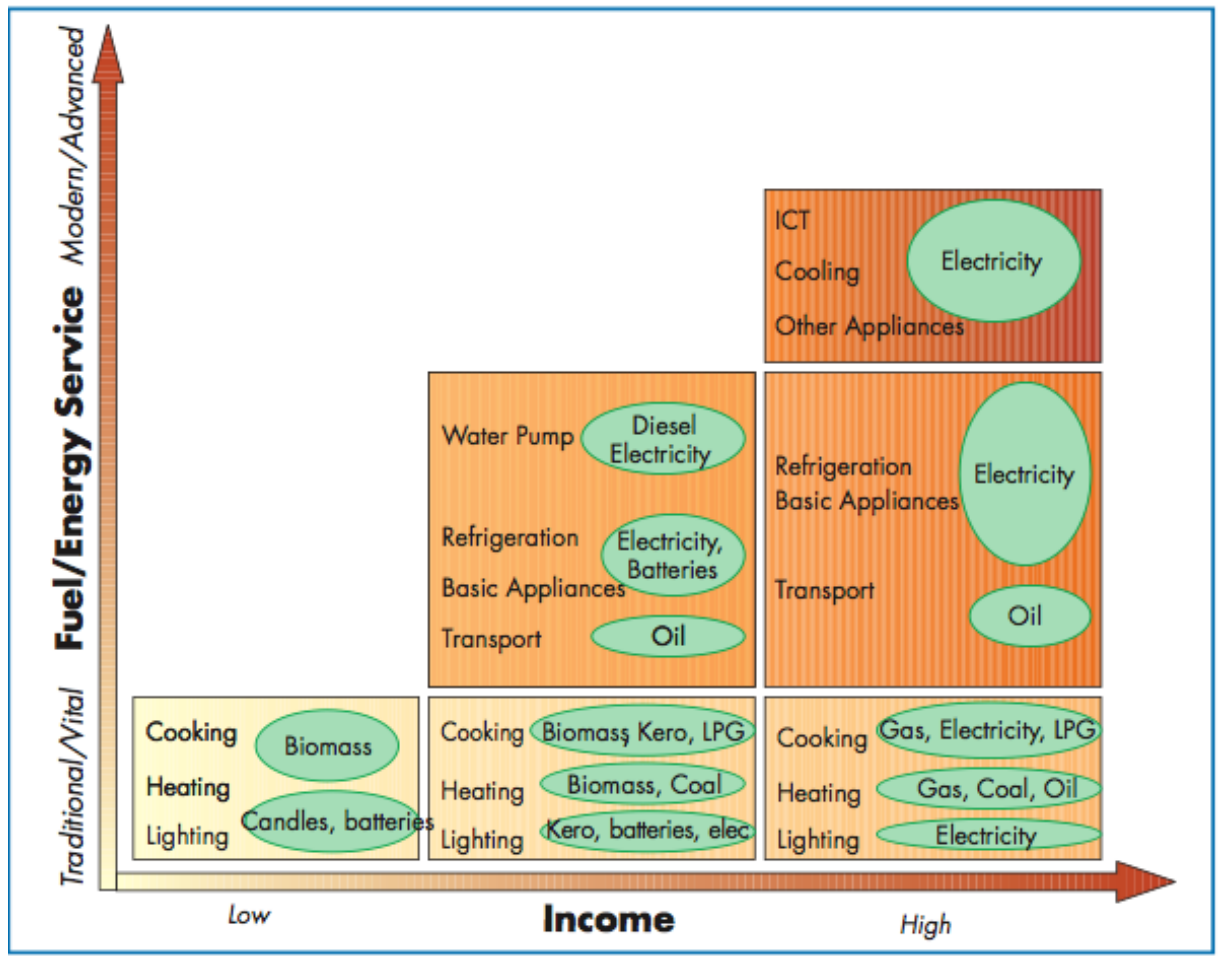 Fuel/Energy Service
Modern/Advanced
Traditional/Vital
ICT
Cooling
Other Appliances
Electricity
Water Pump
Diesel
Electricity
Refrigeration
Basic Appliances
Electricity,
Batteries
Transport
Oil
Refrigeration
Basic Appliances
Electricity
Transport
Oil
Cooking
Biomass
Heating
Lighting
Candles, batteries
Cooking
Biomass, Kero, LPG
Heating
Biomass, Coal
Lighting
Kero, batteries, elec
Cooking
Gas, Electricity, LPG
Heating
Gas, Coal, Oil
Lighting
Electricity
Low
Income
High